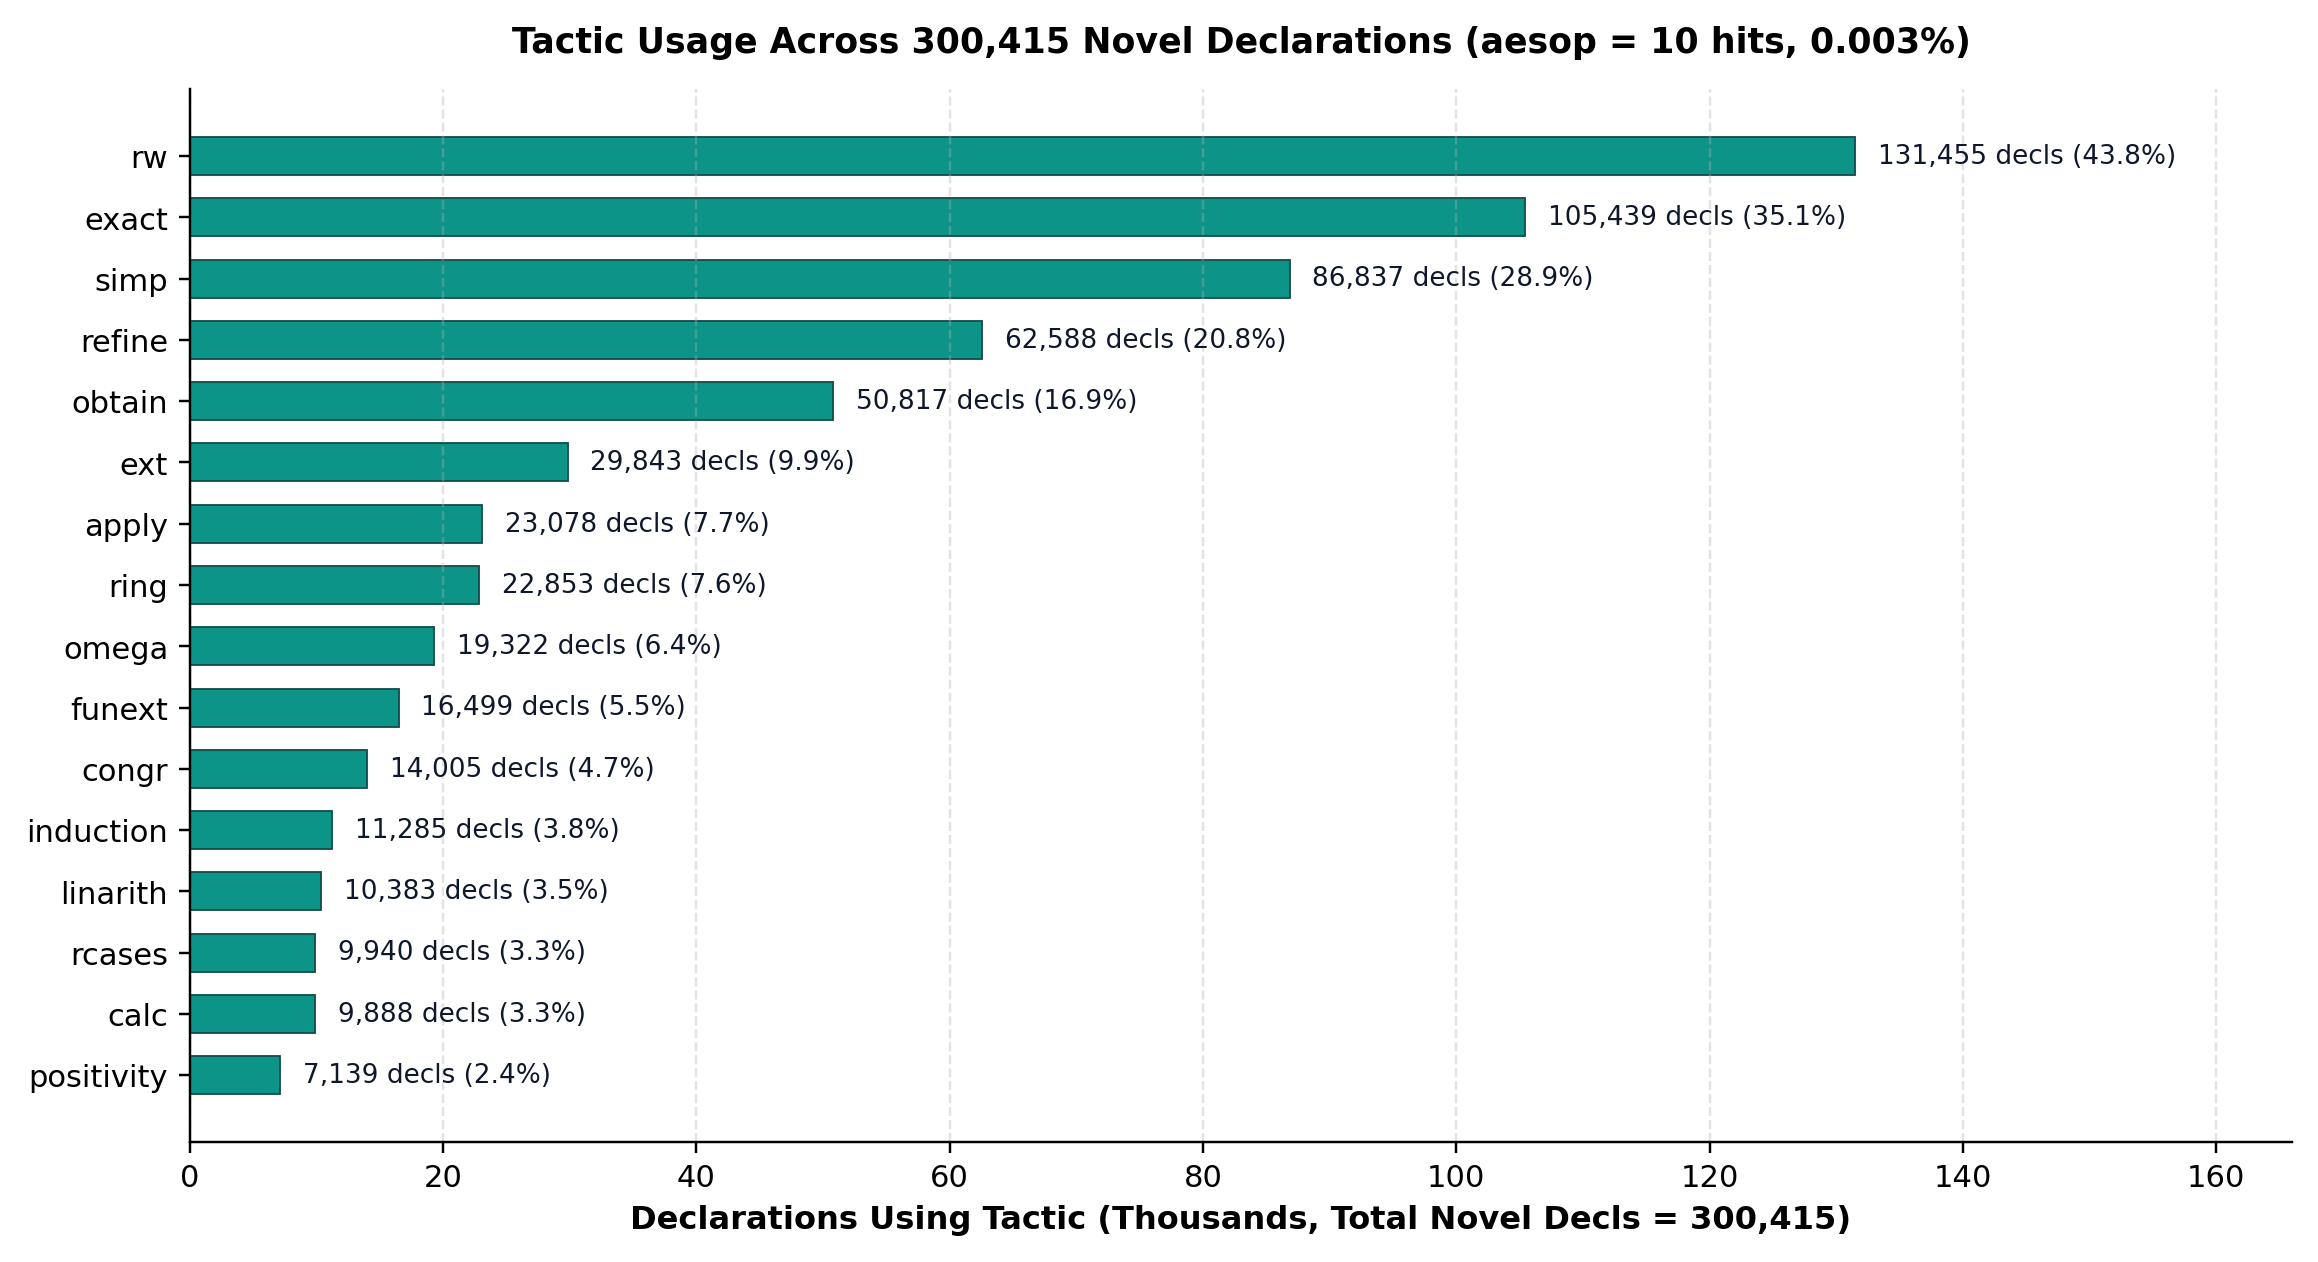 Tactic Usage Across 300,415 Novel Declarations (aesop = 10 hits, 0.003%)
rw 131,455 decls (43.8%)
exact 105,439 decls (35.1%)
simp 86,837 decls (28.9%)
refine 62,588 decls (20.8%)
obtain 50,817 decls (16.9%)
ext 29,843 decls (9.9%)
apply 23,078 decls (7.7%)
ring 22,853 decls (7.6%)
omega 19,322 decls (6.4%)
funext 16,499 decls (5.5%)
congr 14,005 decls (4.7%)
induction 11,285 decls (3.8%)
linarith 10,383 decls (3.5%)
rcases 9,940 decls (3.3%)
calc 9,888 decls (3.3%)
positivity 7,139 decls (2.4%)
0 20 40 60 80 100 120 140 160
Declarations Using Tactic (Thousands, Total Novel Decls = 300,415)